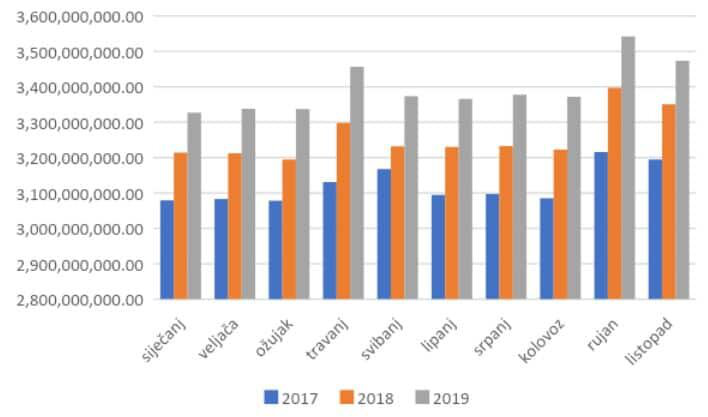 3,600,000,000.00
3,500,000,000.00
3,400,000,000.00
3,300,000,000.00
3,200,000,000.00
3,100,000,000.00
3,000,000,000.00
2,900,000,000.00
2,800,000,000.00
siječanj
veljača
ožujak
travanj
svibanj
lipanj
srpanj
kolovoz
rujan
listopad
2017 2018 2019